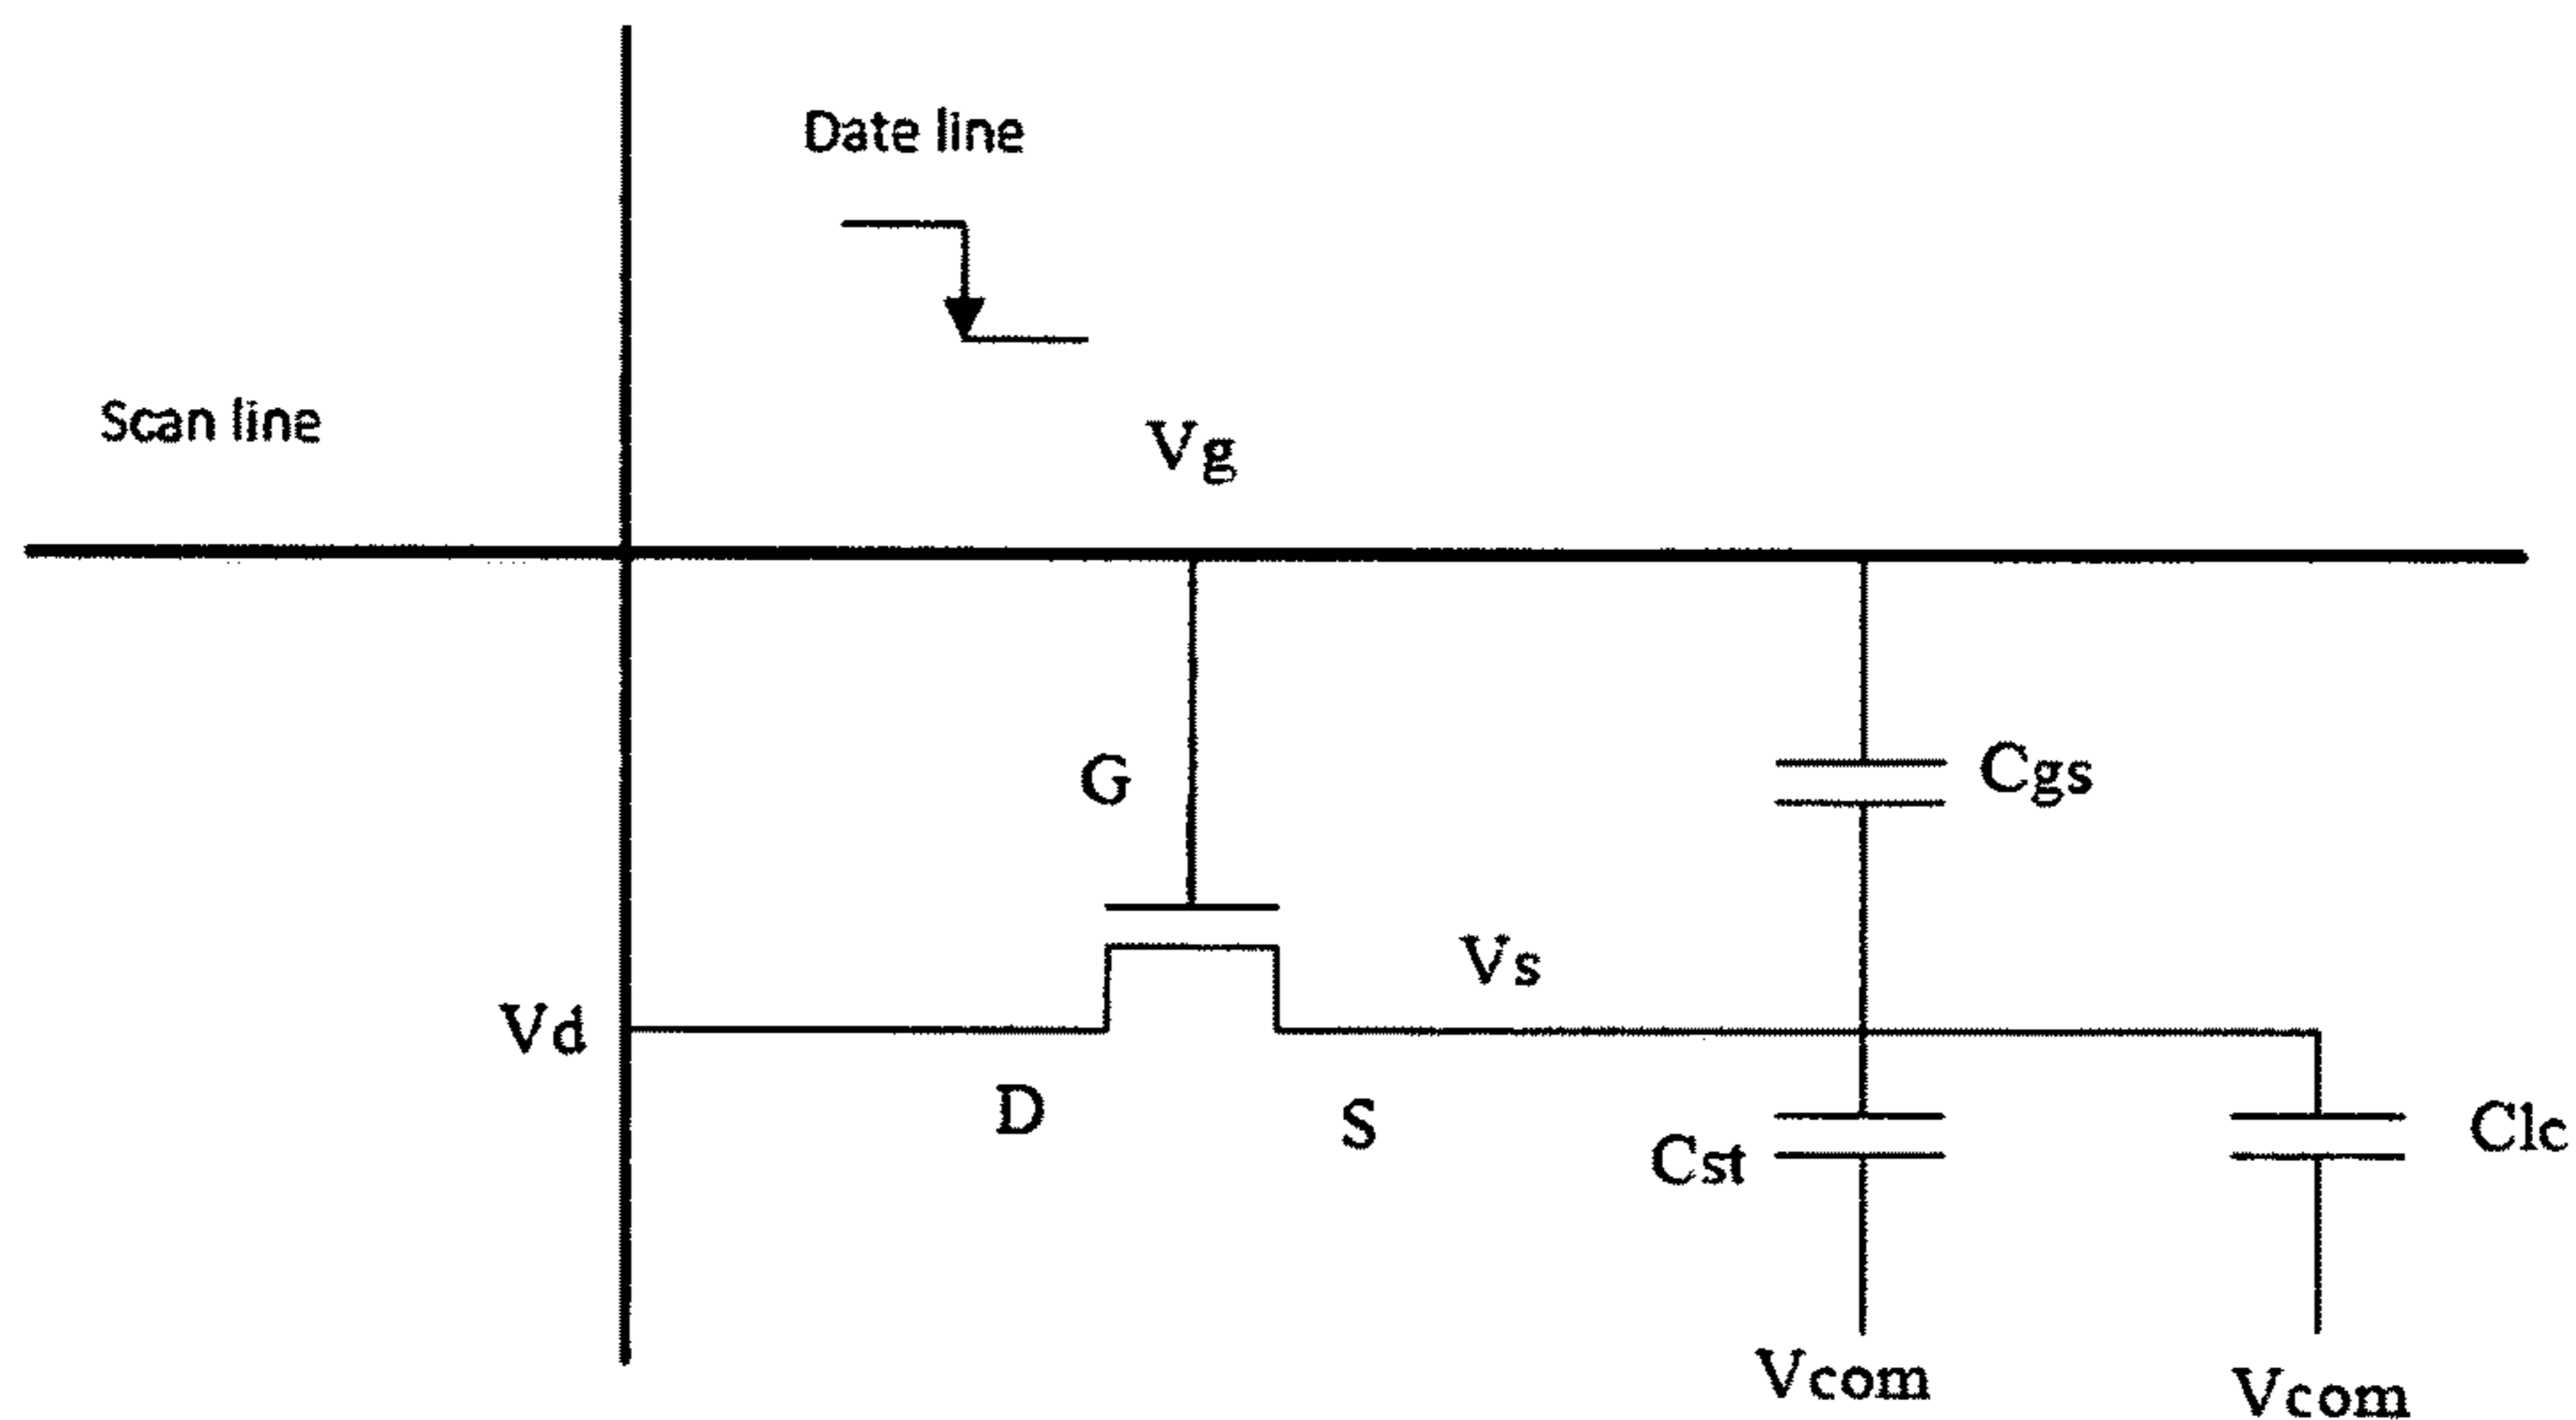 Date line
Scan line
Vg
G
Cgs
Vs
Vd
D
S
Cst
Clc
Vcom
Vcom